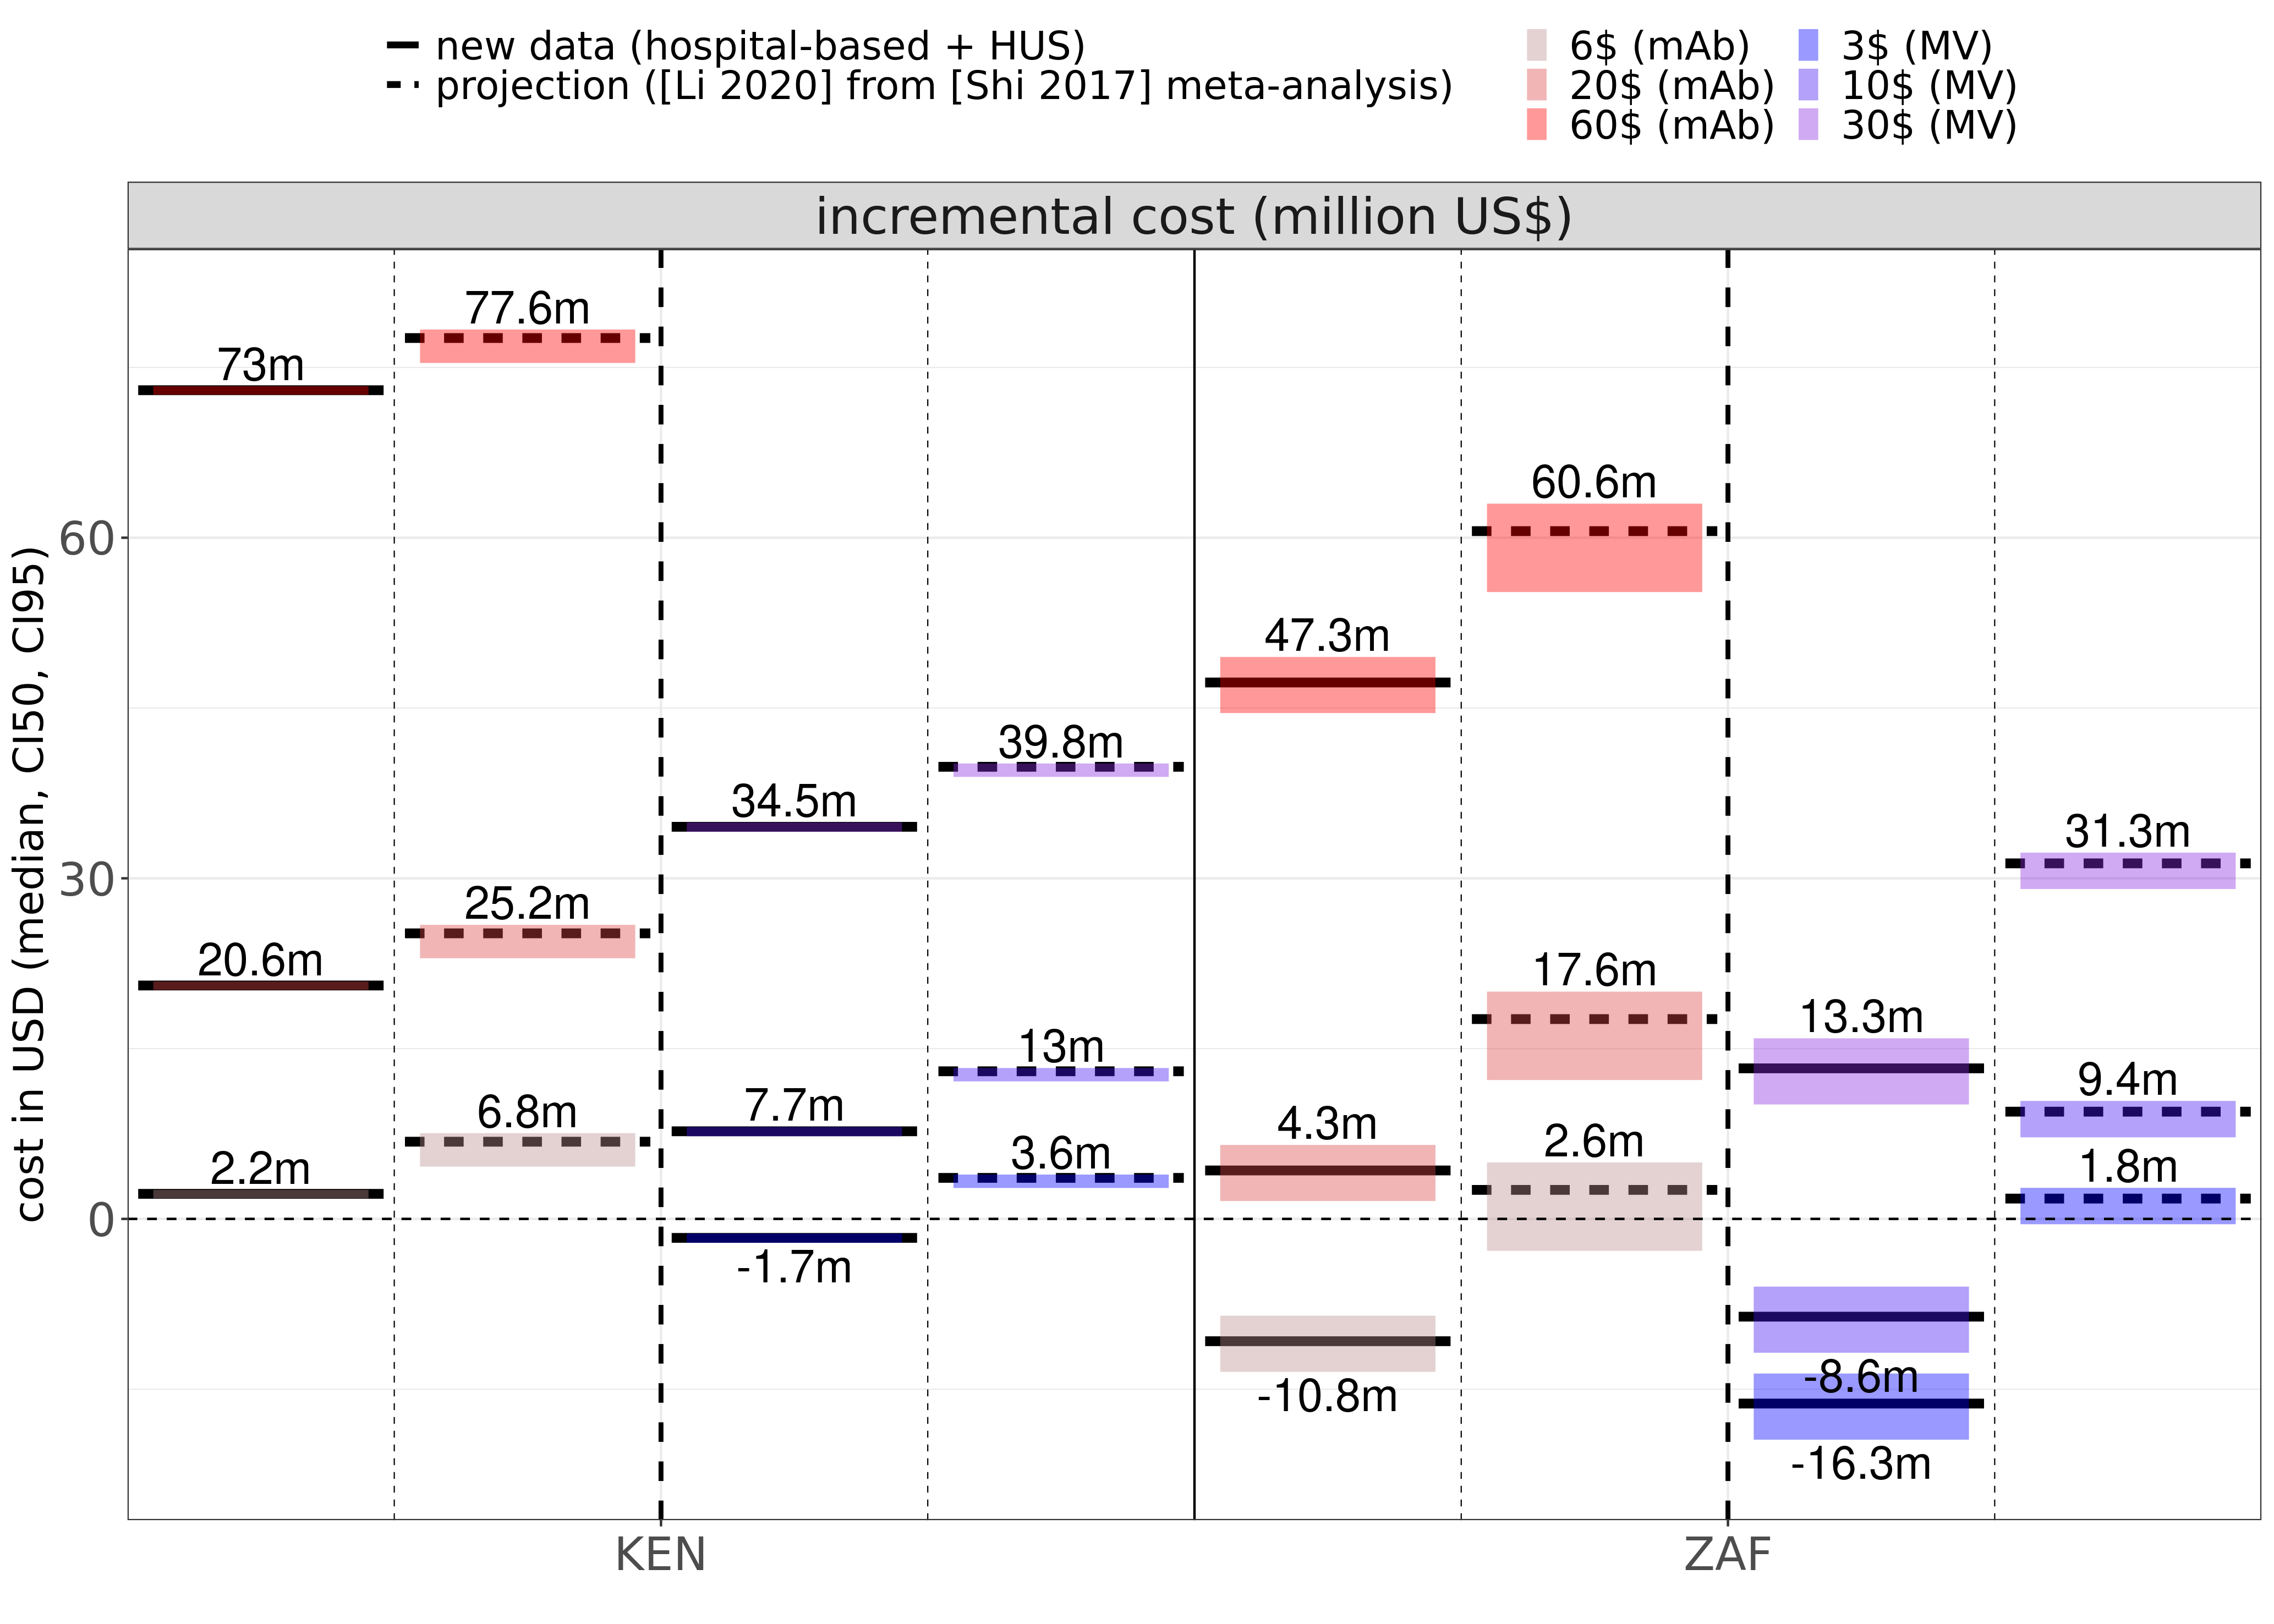 new data (hospital-based + HUS)
projection ([Li 2020] from [Shi 2017] meta-analysis)
6$ (mAb)
20$ (mAb)
60$ (mAb)
3$ (MV)
10$ (MV)
30$ (MV)
incremental cost (million US$)
cost in USD (median, CI50, CI95)
60
30
0
73m
20.6m
2.2m
77.6m
25.2m
6.8m
34.5m
7.7m
-1.7m
39.8m
13m
3.6m
47.3m
4.3m
-10.8m
60.6m
17.6m
2.6m
13.3m
-8.6m
-16.3m
31.3m
9.4m
1.8m
KEN
ZAF